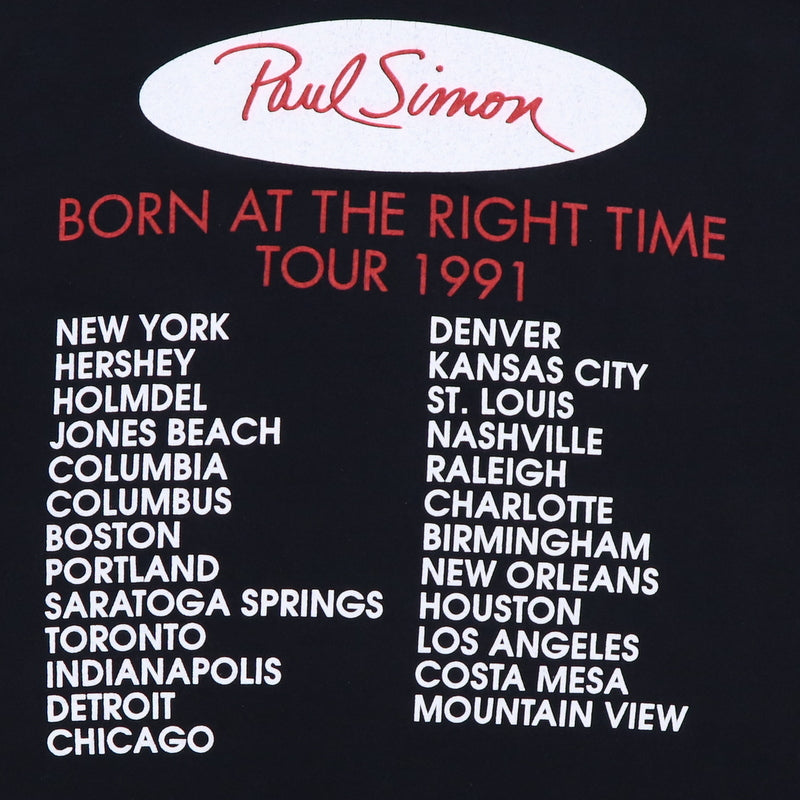 Paul Simon
BORN AT THE RIGHT TIME
TOUR 1991
NEW YORK
HERSHEY
HOLMDEL
JONES BEACH
COLUMBIA
COLUMBUS
BOSTON
PORTLAND
SARATOGA SPRINGS
TORONTO
INDIANAPOLIS
DETROIT
CHICAGO
DENVER
KANSAS CITY
ST. LOUIS
NASHVILLE
RALEIGH
CHARLOTTE
BIRMINGHAM
NEW ORLEANS
HOUSTON
LOS ANGELES
COSTA MESA
MOUNTAIN VIEW